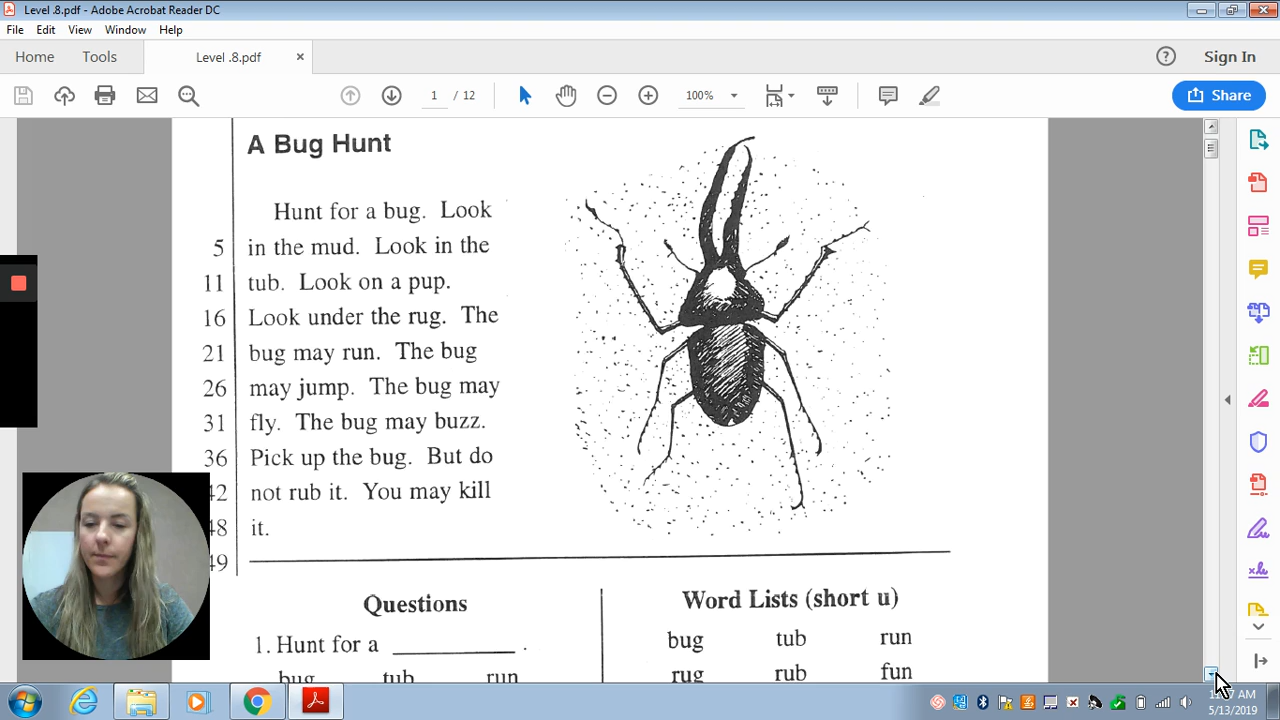 Level .8.pdf - Adobe Acrobat Reader DC
File Edit View Window Help
Home Tools Level .8.pdf × ? Sign In
1 / 12 100% Share
A Bug Hunt
Hunt for a bug. Look
5 in the mud. Look in the
11 tub. Look on a pup.
16 Look under the rug. The
21 bug may run. The bug
26 may jump. The bug may
31 fly. The bug may buzz.
36 Pick up the bug. But do
42 not rub it. You may kill
48 it.
49
Questions
1. Hunt for a __________ .
bug tub run
Word Lists (short u)
bug tub run
rug rub fun
AM
5/13/2019